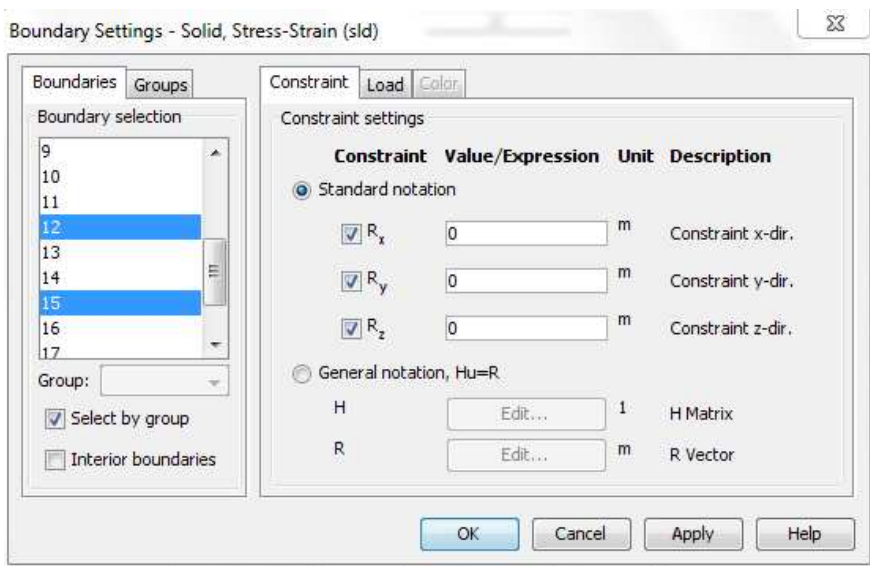 Boundary Settings - Solid, Stress-Strain (sld)
Boundaries Groups
Boundary selection
9
10
11
12
13
14
15
16
17
Group:
Select by group
Interior boundaries
Constraint Load Color
Constraint settings
Constraint Value/Expression Unit Description
Standard notation
Rx 0 m Constraint x-dir.
Ry 0 m Constraint y-dir.
Rz 0 m Constraint z-dir.
General notation, Hu=R
H Edit... 1 H Matrix
R Edit... m R Vector
OK Cancel Apply Help